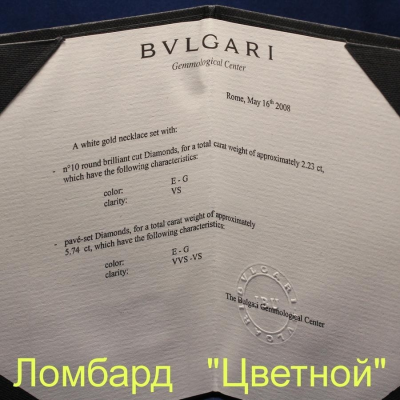 BVLGARI
Gemmological Center
Rome, May 16th 2008
A white gold necklace set with:
- n°10 round brilliant cut Diamonds, for a total carat weight of approximately 2.23 ct,
which have the following characteristics:
color: E - G
clarity: VS
- pavé-set Diamonds, for a total carat weight of approximately
5.74 ct, which have the following characteristics:
color: E - G
clarity: VVS -VS
BVLGARI
The Bulgari Gemmological Center
Ломбард "Цветной"